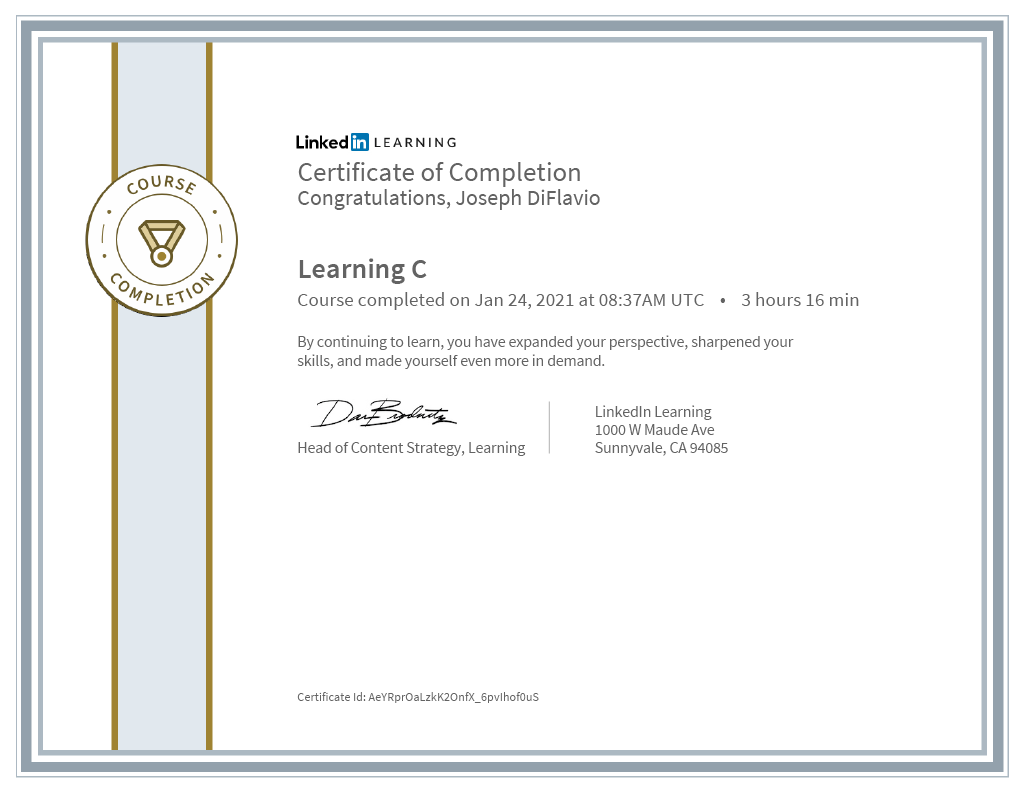 Linked in LEARNING
Certificate of Completion
Congratulations, Joseph DiFlavio
COURSE
COMPLETION
Learning C
Course completed on Jan 24, 2021 at 08:37AM UTC • 3 hours 16 min
By continuing to learn, you have expanded your perspective, sharpened your
skills, and made yourself even more in demand.
Head of Content Strategy, Learning
LinkedIn Learning
1000 W Maude Ave
Sunnyvale, CA 94085
Certificate Id: AeYRprOaLzkK2OnfX_6pvIhof0uS